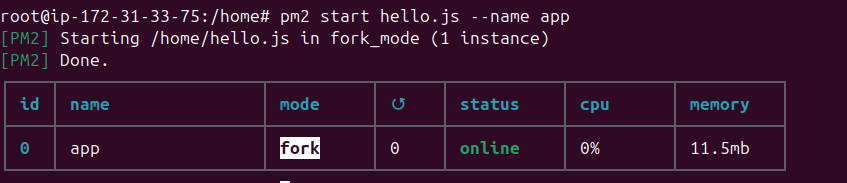 root@ip-172-31-33-75:/home# pm2 start hello.js --name app
[PM2] Starting /home/hello.js in fork_mode (1 instance)
[PM2] Done.
id name mode ↺ status cpu memory
0 app fork 0 online 0% 11.5mb